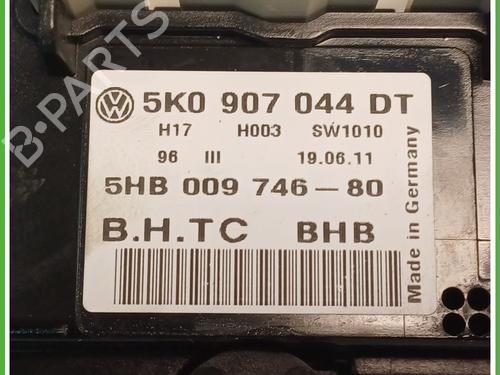 5K0 907 044 DT
H17 H003 SW1010
96 III 19.06.11
5HB 009 746-80
B.H.TC BHB
Made in Germany
B-PARTS